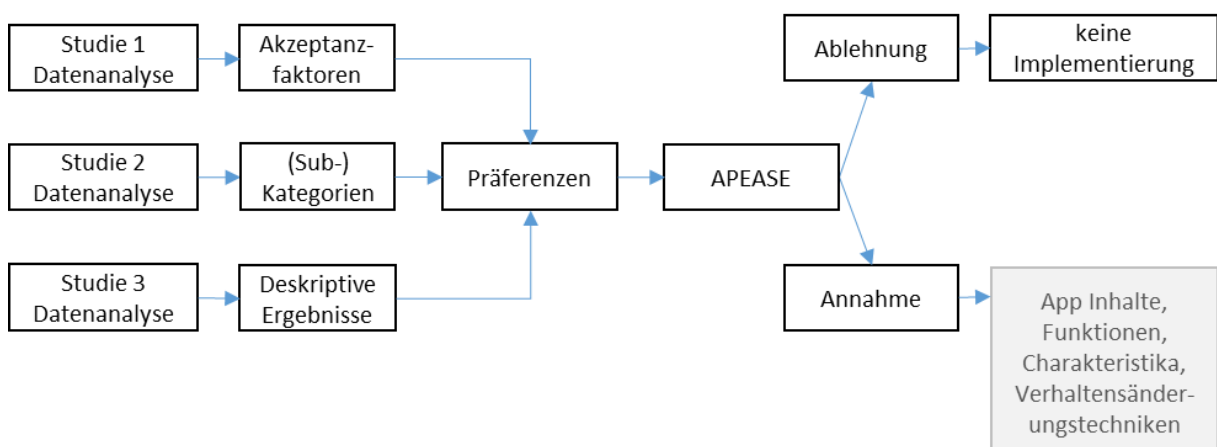 Studie 1
Datenanalyse
Akzeptanz-
faktoren
Ablehnung
keine
Implementierung
Studie 2
Datenanalyse
(Sub-)
Kategorien
Präferenzen
APEASE
Studie 3
Datenanalyse
Deskriptive
Ergebnisse
Annahme
App Inhalte,
Funktionen,
Charakteristika,
Verhaltensänder-
ungstechniken